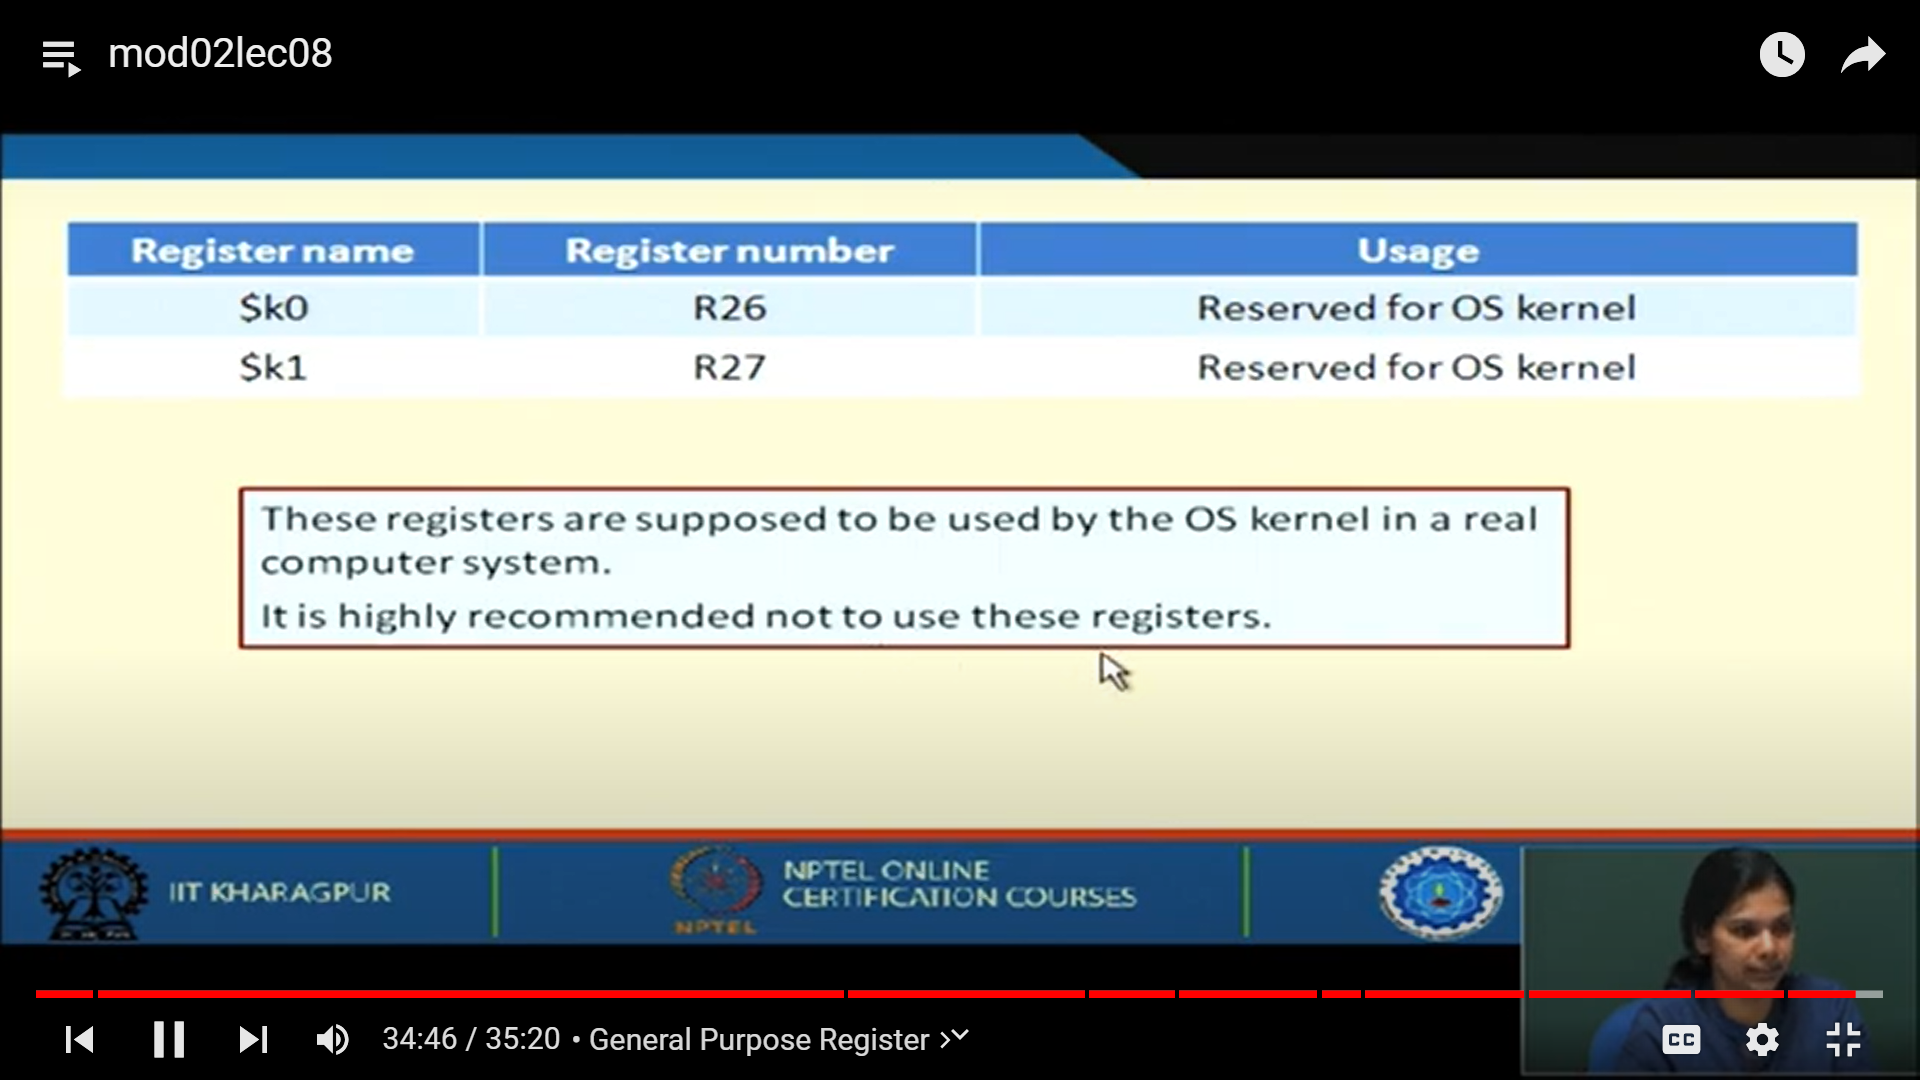 mod02lec08
Register name Register number Usage
$k0 R26 Reserved for OS kernel
$k1 R27 Reserved for OS kernel
These registers are supposed to be used by the OS kernel in a real
computer system.
It is highly recommended not to use these registers.
IIT KHARAGPUR
NPTEL ONLINE
CERTIFICATION COURSES
NPTEL
34:46 / 35:20 • General Purpose Register
CC